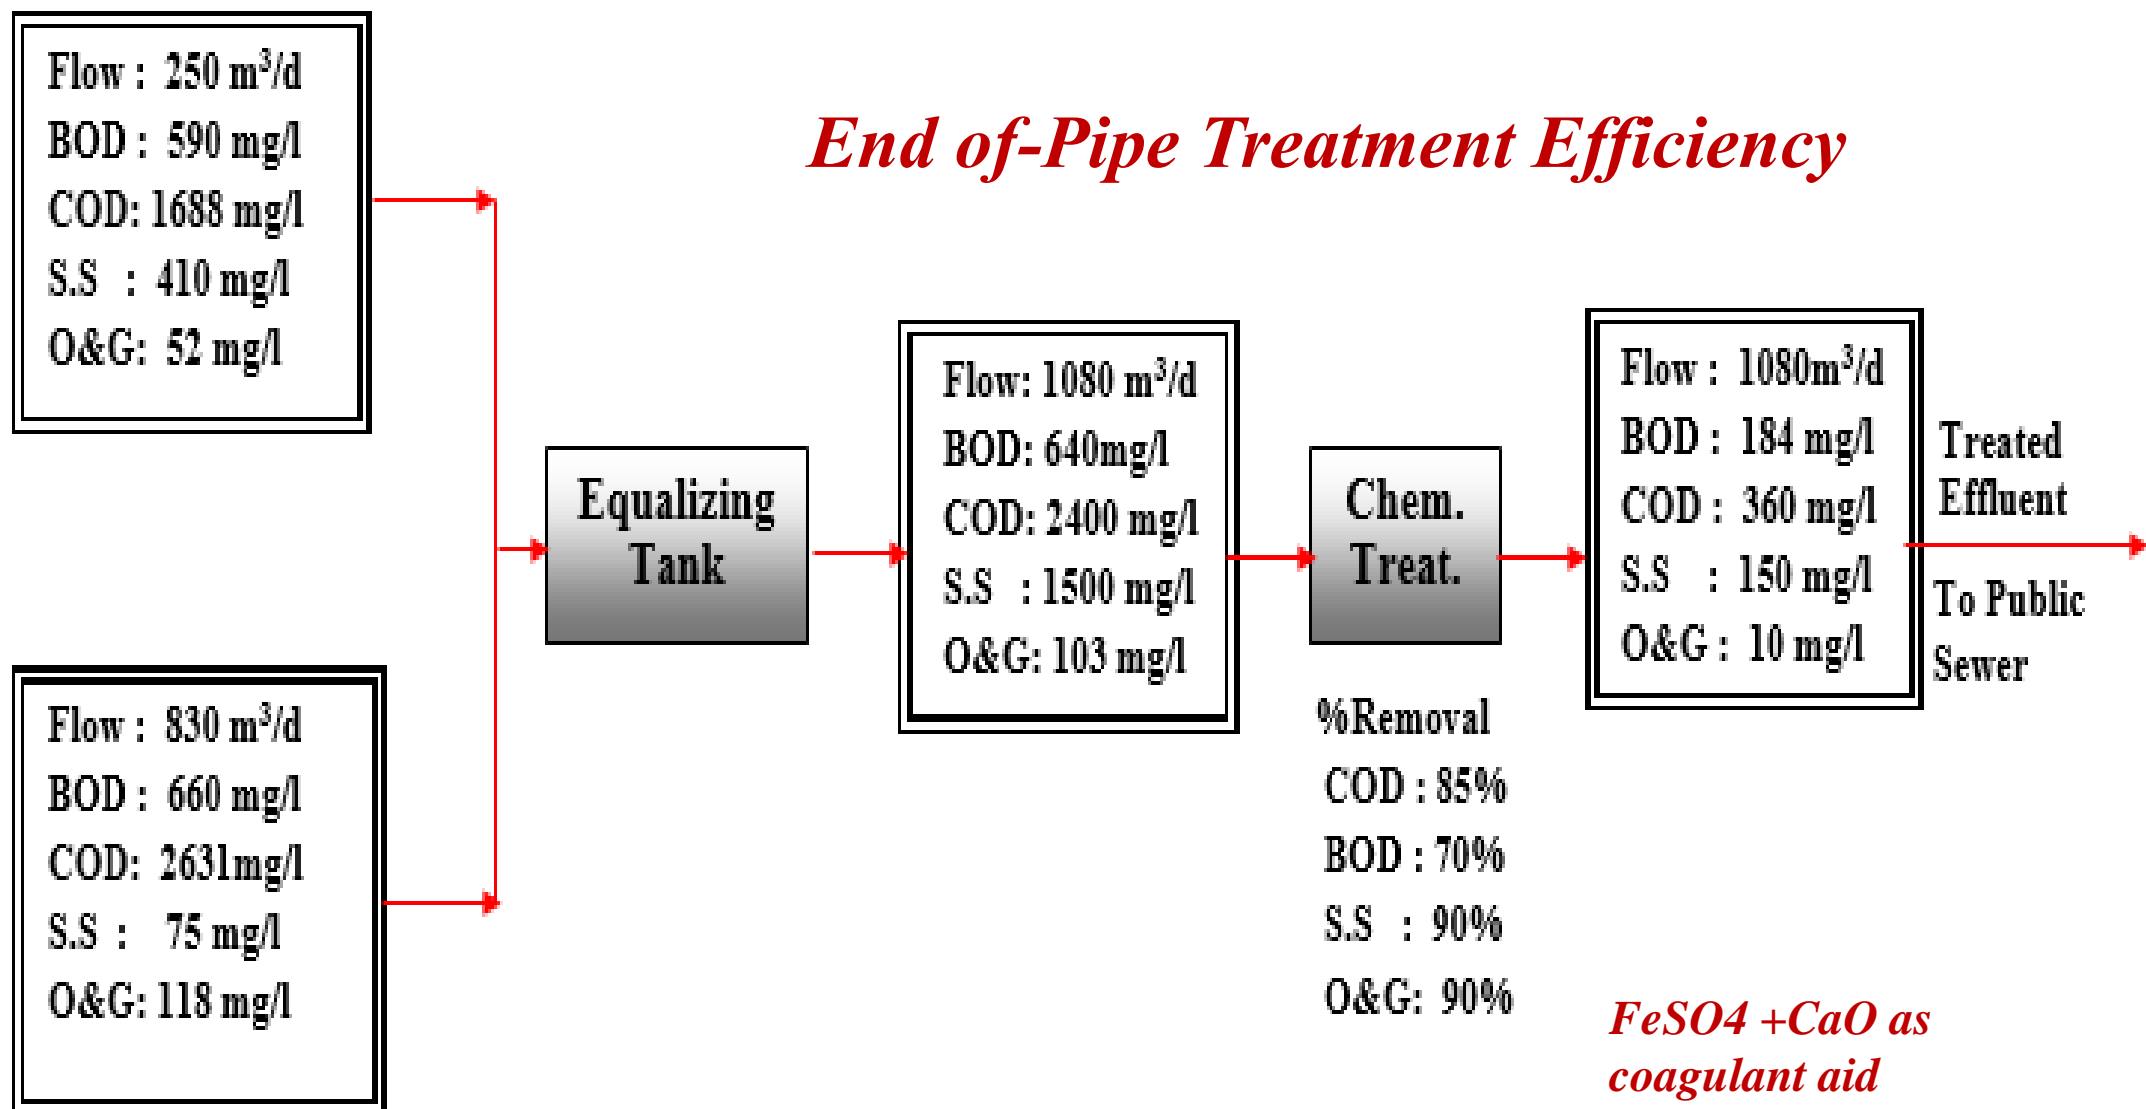 End of-Pipe Treatment Efficiency
Flow : 250 m³/d
BOD : 590 mg/l
COD: 1688 mg/l
S.S : 410 mg/l
O&G: 52 mg/l
Flow : 830 m³/d
BOD : 660 mg/l
COD: 2631mg/l
S.S : 75 mg/l
O&G: 118 mg/l
Equalizing
Tank
Flow: 1080 m³/d
BOD: 640mg/l
COD: 2400 mg/l
S.S : 1500 mg/l
O&G: 103 mg/l
Chem.
Treat.
%Removal
COD : 85%
BOD : 70%
S.S : 90%
O&G: 90%
Flow : 1080m³/d
BOD : 184 mg/l
COD : 360 mg/l
S.S : 150 mg/l
O&G : 10 mg/l
Treated
Effluent
To Public
Sewer
FeSO4 +CaO as
coagulant aid